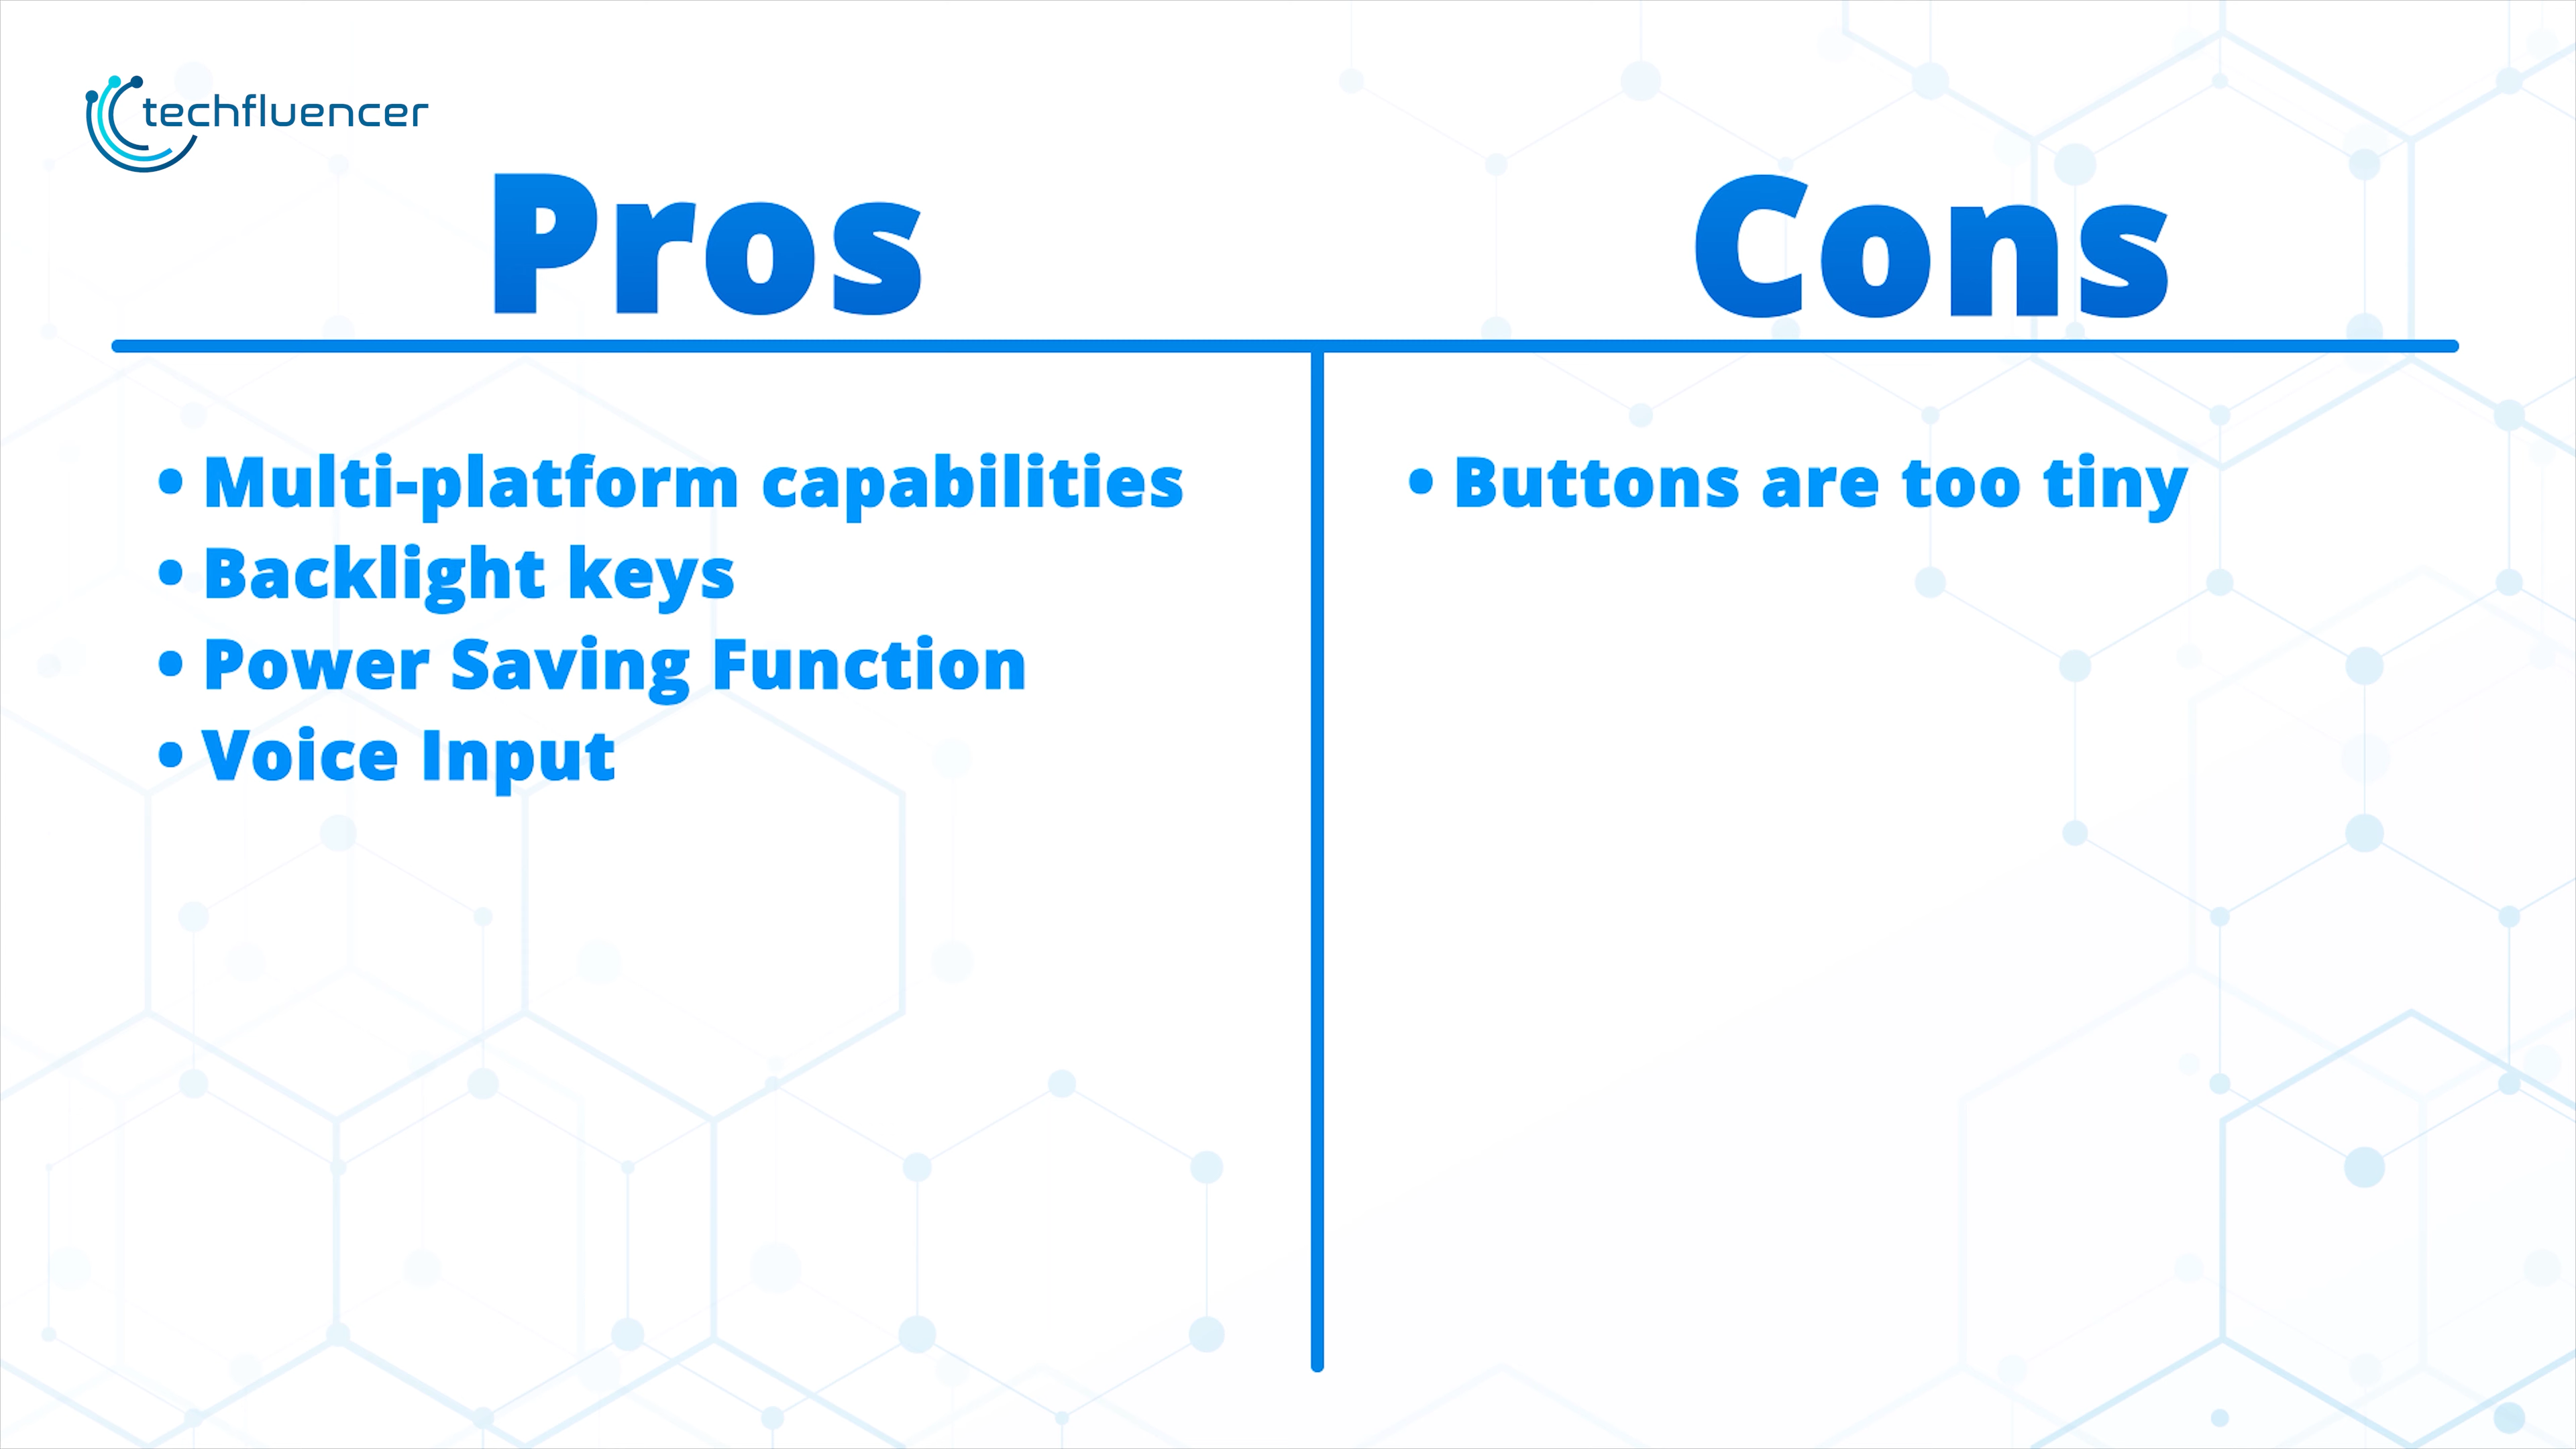 techfluencer
Pros
Cons
• Multi-platform capabilities
• Backlight keys
• Power Saving Function
• Voice Input
• Buttons are too tiny